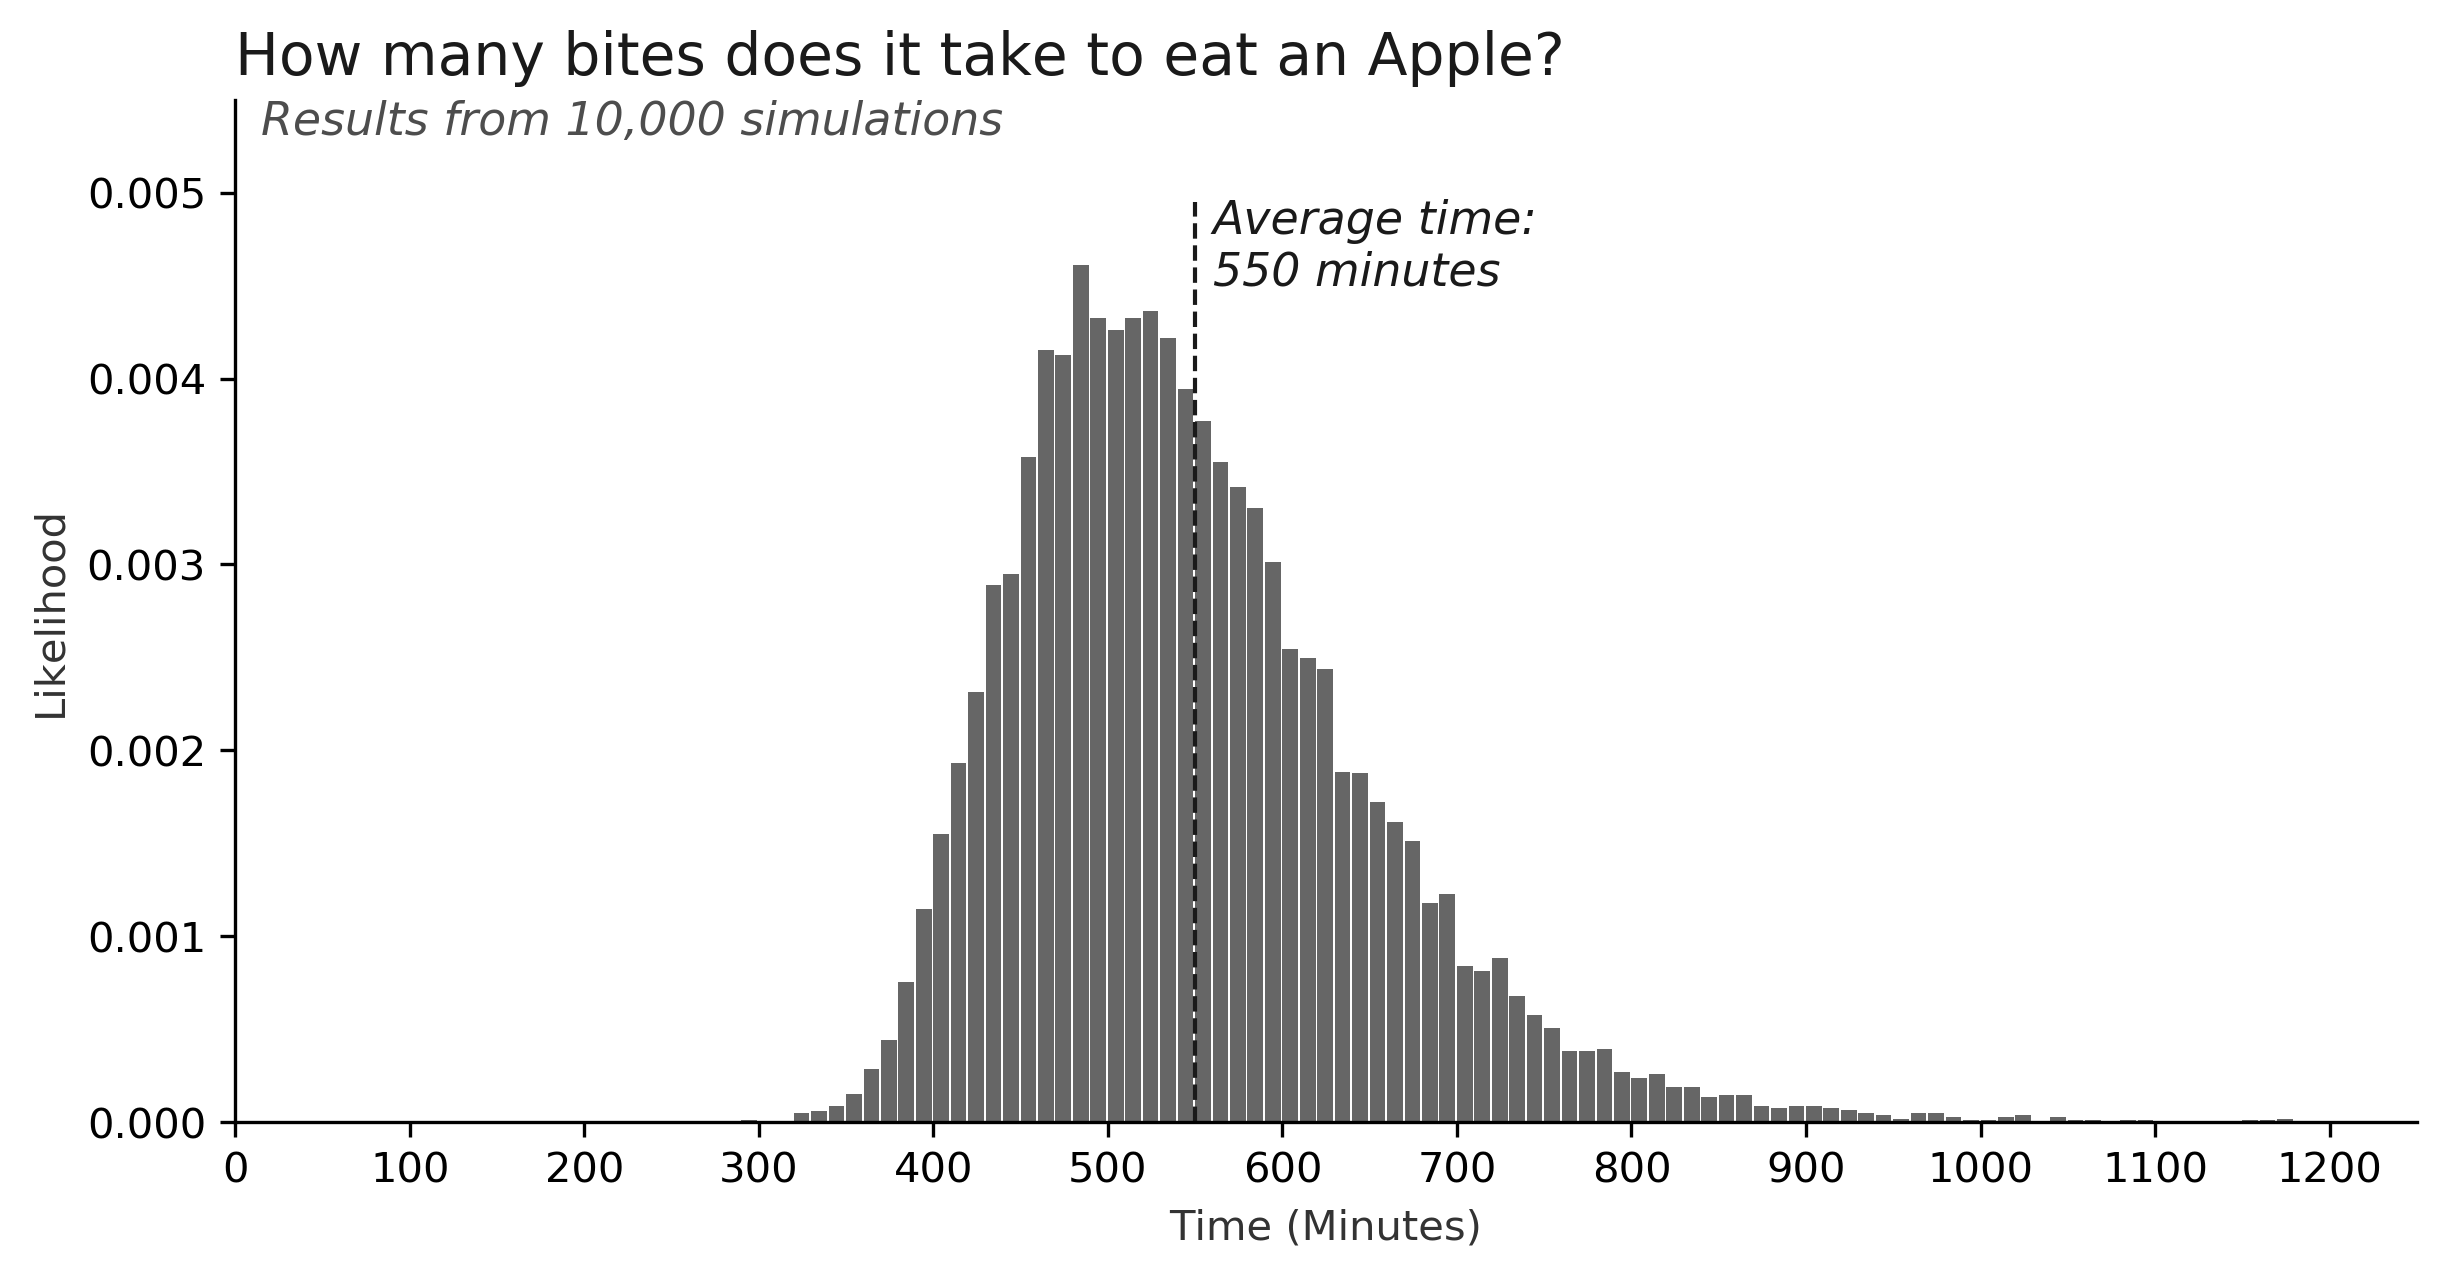 How many bites does it take to eat an Apple?
Results from 10,000 simulations
Average time:
550 minutes
Likelihood
0.005
0.004
0.003
0.002
0.001
0.000
0 100 200 300 400 500 600 700 800 900 1000 1100 1200
Time (Minutes)